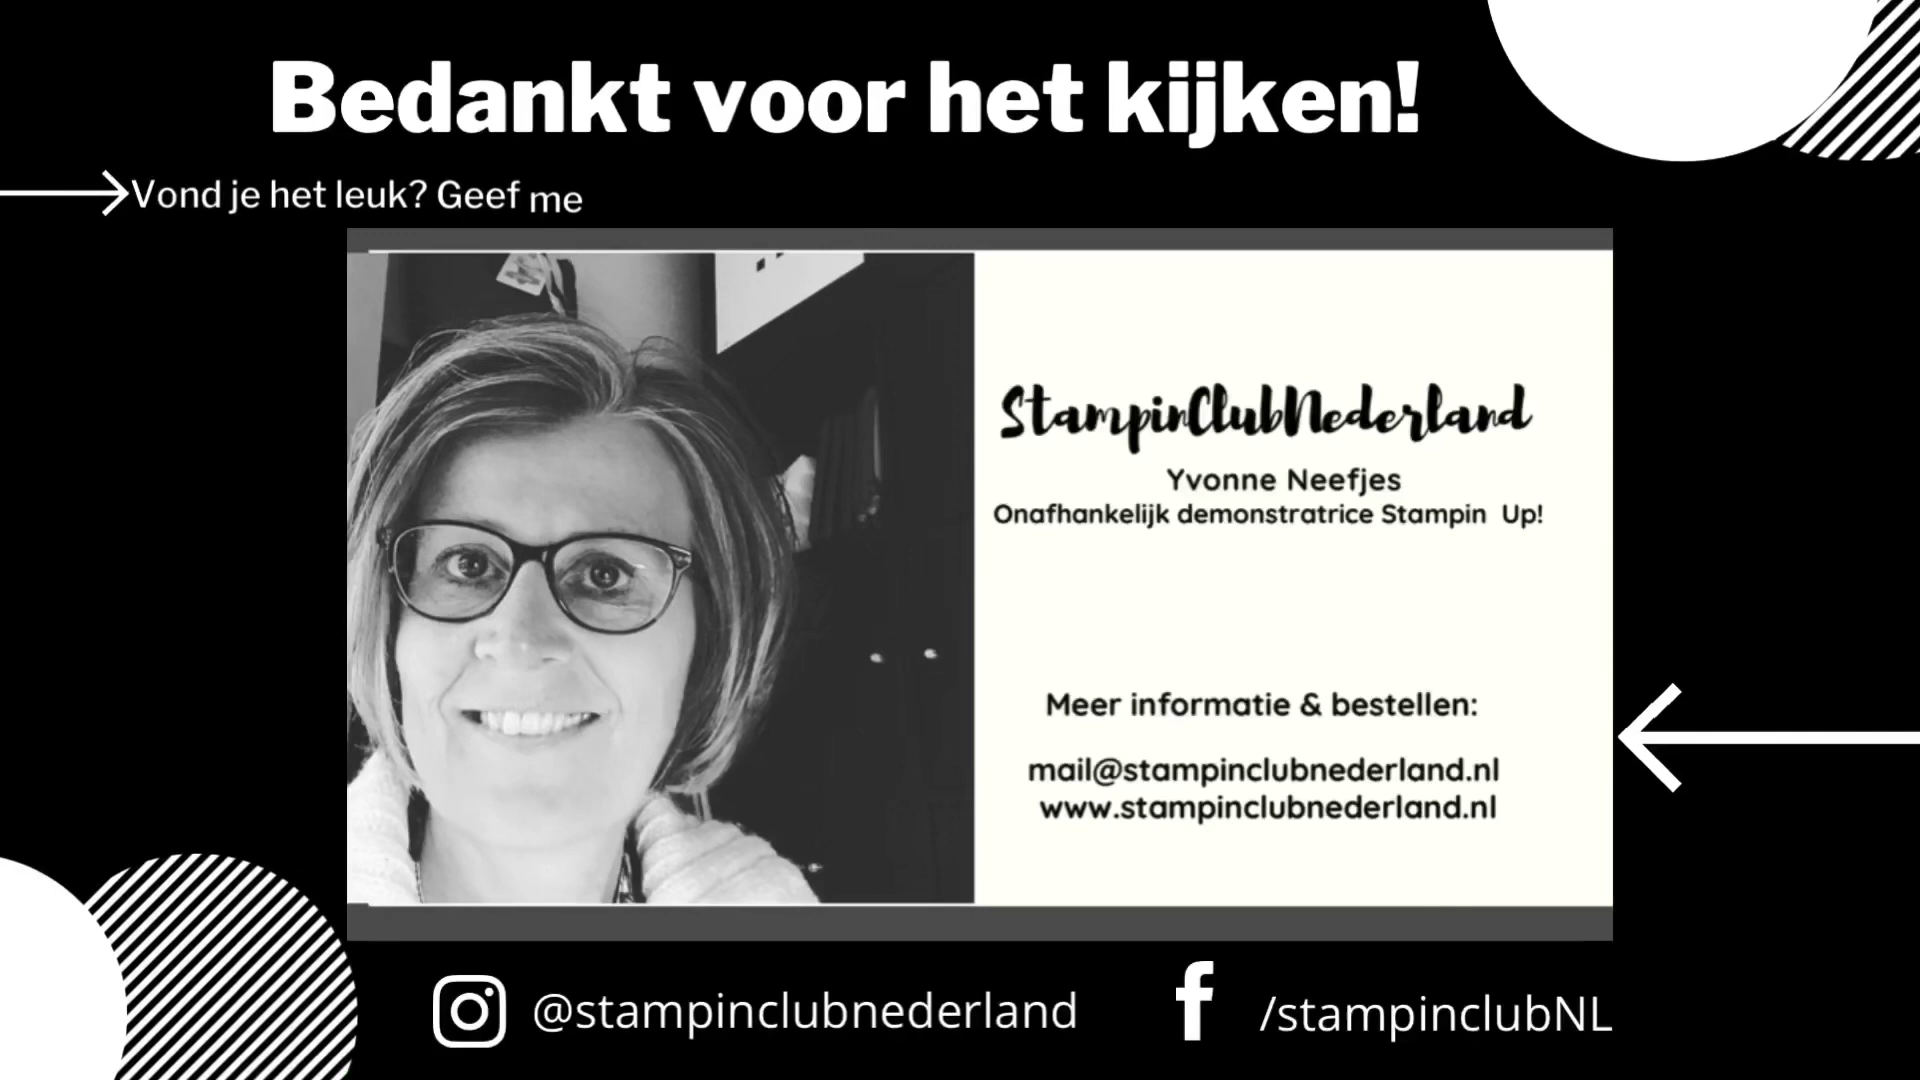 Bedankt voor het kijken!
Vond je het leuk? Geef me
StampinClubNederland
Yvonne Neefjes
Onafhankelijk demonstratrice Stampin Up!
Meer informatie & bestellen:
mail@stampinclubnederland.nl
www.stampinclubnederland.nl
@stampinclubnederland
/stampinclubNL